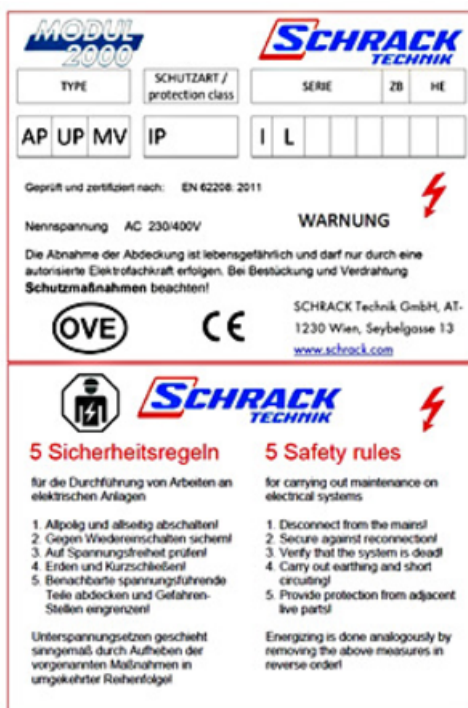 MODUL
2000
SCHRACK
TECHNIK
TYPE
SCHUTZART /
protection class
SERIE
ZB
HE
AP UP MV
IP
I L
Geprüft und zertifiziert nach: EN 62208: 2011
Nennspannung AC 230/400V
WARNUNG
Die Abnahme der Abdeckung ist lebensgefährlich und darf nur durch eine
autorisierte Elektrofachkraft erfolgen. Bei Bestückung und Verdrahtung
Schutzmaßnahmen beachten!
OVE
CE
SCHRACK Technik GmbH, AT-
1230 Wien, Seybelgasse 13
www.schrack.com
SCHRACK
TECHNIK
5 Sicherheitsregeln
für die Durchführung von Arbeiten an
elektrischen Anlagen
1. Allpolig und allseitig abschalten!
2. Gegen Wiedereinschalten sichern!
3. Auf Spannungsfreiheit prüfen!
4. Erden und Kurzschließen!
5. Benachbarte spannungsführende
Teile abdecken und Gefahren-
Stellen eingrenzen!
Unterspannungsetzen geschieht
sinngemäß durch Aufheben der
vorgenannten Maßnahmen in
umgekehrter Reihenfolge!
5 Safety rules
for carrying out maintenance on
electrical systems
1. Disconnect from the mains!
2. Secure against reconnection!
3. Verify that the system is dead!
4. Carry out earthing and short
circuiting!
5. Provide protection from adjacent
live parts!
Energizing is done analogously by
removing the above measures in
reverse order!